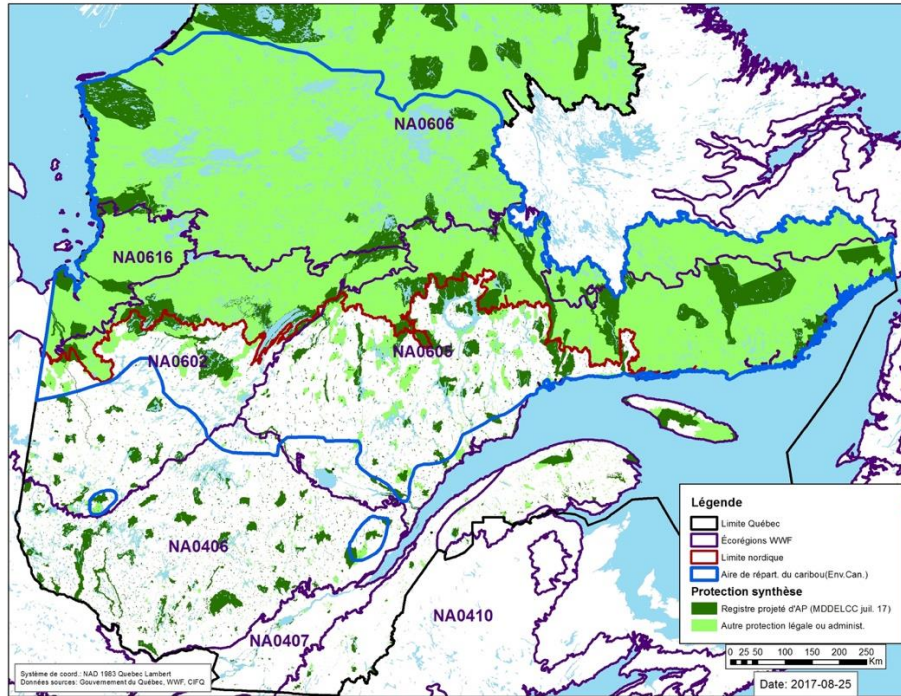 NA0606
NA0616
NA0602
NA0605
NA0406
NA0407
NA0410
Légende
Limite Québec
Écorégions WWF
Limite nordique
Aire de répart. du caribou(Env.Can.)
Protection synthèse
Registre projeté d'AP (MDDELCC juil. 17)
Autre protection légale ou administ.
0 25 50 100 150 200 250
Km
Système de coord.: NAD 1983 Quebec Lambert
Données sources: Gouvernement du Québec, WWF, CIFQ
Date: 2017-08-25